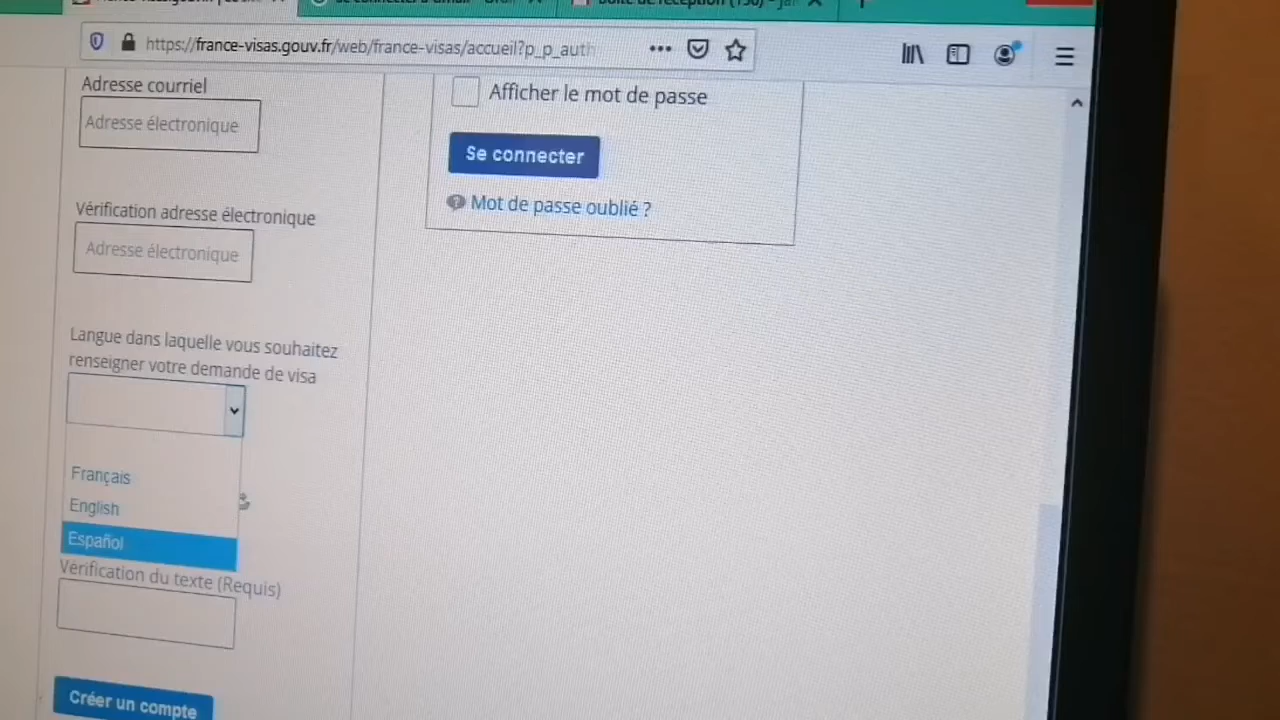 https://france-visas.gouv.fr/web/france-visas/accueil?p_p_auth
Adresse courriel
Adresse électronique
Vérification adresse électronique
Adresse électronique
Langue dans laquelle vous souhaitez
renseigner votre demande de visa
Français
English
Español
Vérification du texte (Requis)
Créer un compte
Afficher le mot de passe
Se connecter
Mot de passe oublié ?